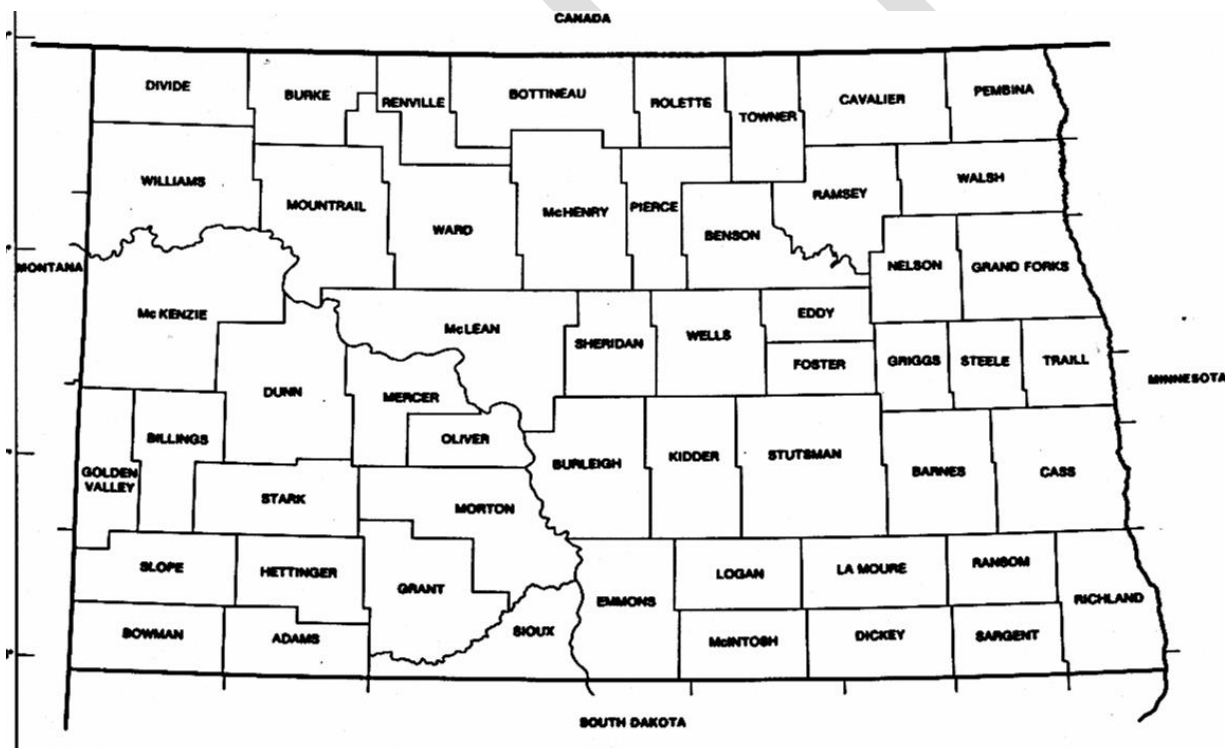 CANADA
DIVIDE
BURKE
RENVILLE
BOTTINEAU
ROLETTE
TOWNER
CAVALIER
PEMBINA
WILLIAMS
MOUNTRAIL
WARD
McHENRY
PIERCE
BENSON
RAMSEY
WALSH
MONTANA
McKENZIE
McLEAN
SHERIDAN
WELLS
EDDY
FOSTER
NELSON
GRAND FORKS
DUNN
MERCER
OLIVER
GRIGGS
STEELE
TRAILL
MINNESOTA
GOLDEN
VALLEY
BILLINGS
STARK
MORTON
BURLEIGH
KIDDER
STUTSMAN
BARNES
CASS
SLOPE
HETTINGER
GRANT
SIOUX
EMMONS
LOGAN
LA MOURE
RANSOM
RICHLAND
BOWMAN
ADAMS
McINTOSH
DICKEY
SARGENT
SOUTH DAKOTA